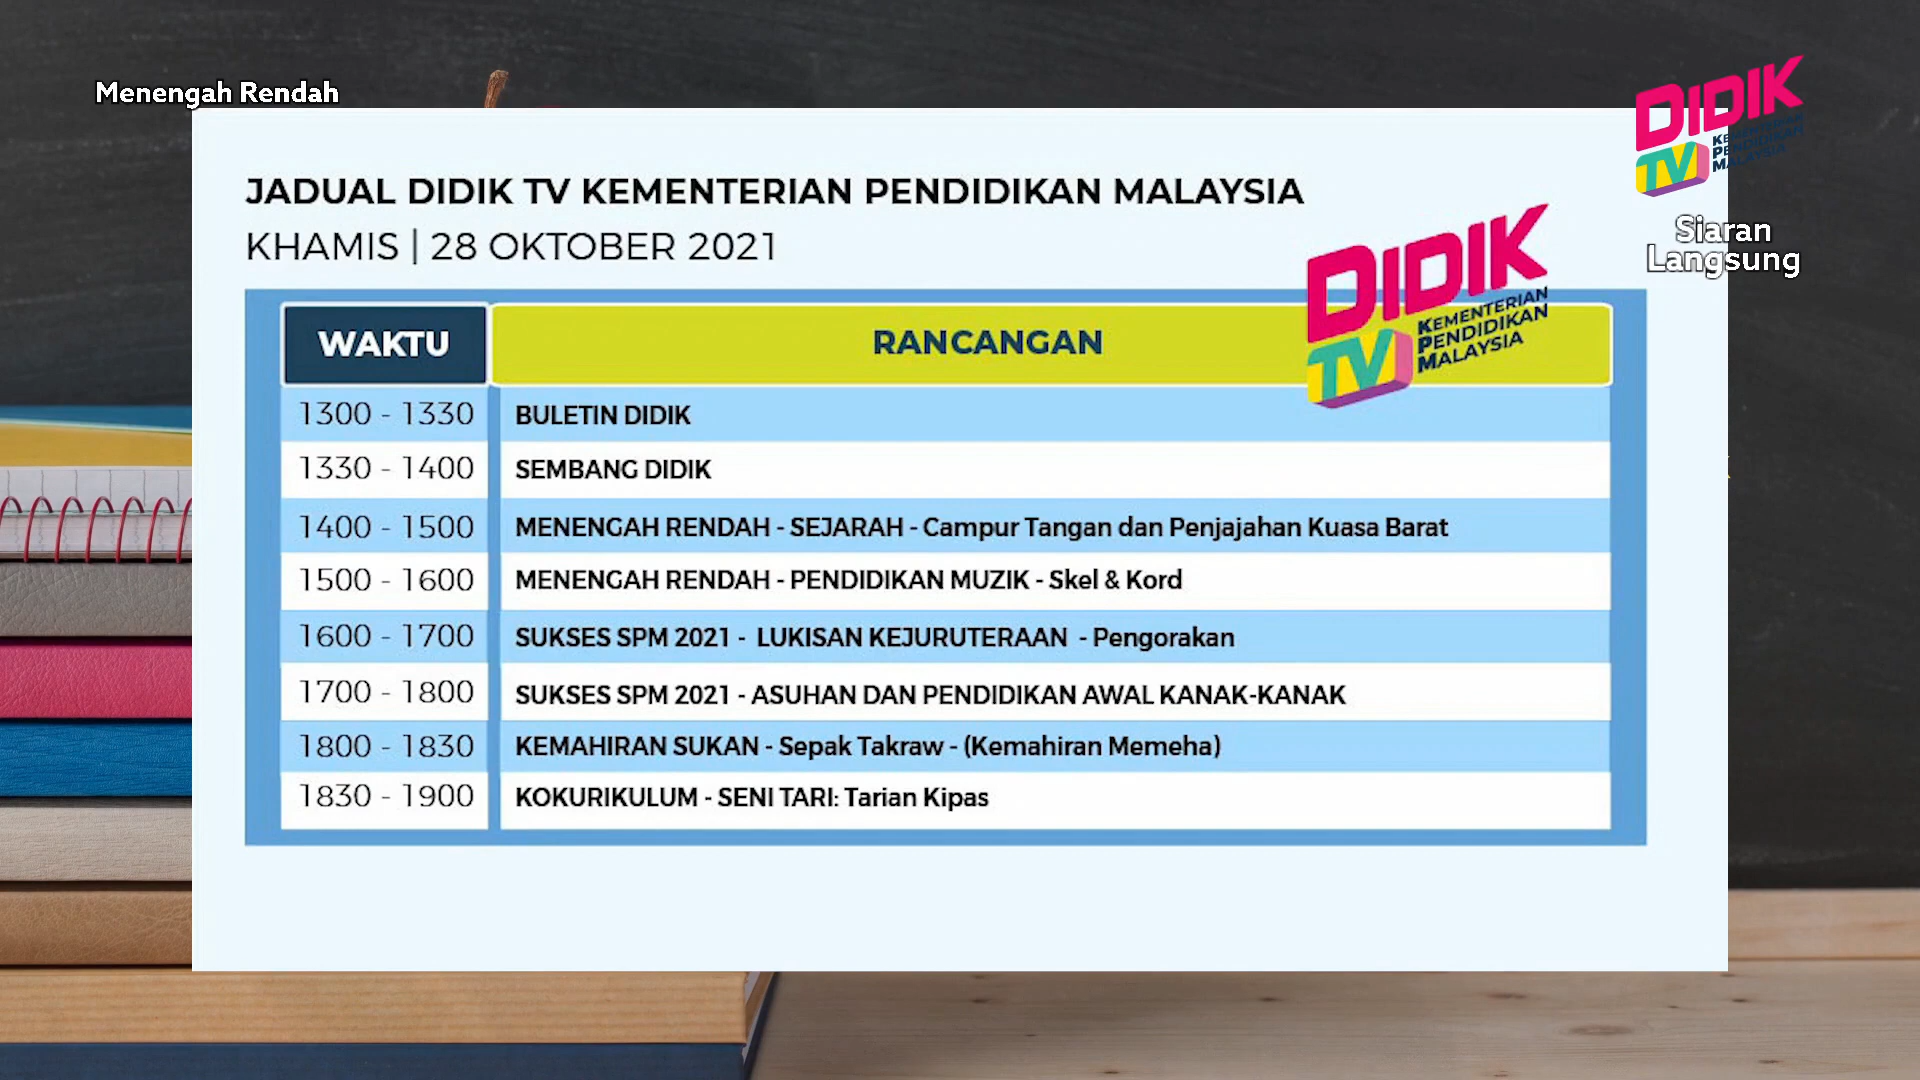 Menengah Rendah
DIDIK
TV
KEMENTERIAN
PENDIDIKAN
MALAYSIA
Siaran
Langsung
JADUAL DIDIK TV KEMENTERIAN PENDIDIKAN MALAYSIA
KHAMIS | 28 OKTOBER 2021
DIDIK
TV
KEMENTERIAN
PENDIDIKAN
MALAYSIA
WAKTU RANCANGAN
1300 - 1330 BULETIN DIDIK
1330 - 1400 SEMBANG DIDIK
1400 - 1500 MENENGAH RENDAH - SEJARAH - Campur Tangan dan Penjajahan Kuasa Barat
1500 - 1600 MENENGAH RENDAH - PENDIDIKAN MUZIK - Skel & Kord
1600 - 1700 SUKSES SPM 2021 - LUKISAN KEJURUTERAAN - Pengorakan
1700 - 1800 SUKSES SPM 2021 - ASUHAN DAN PENDIDIKAN AWAL KANAK-KANAK
1800 - 1830 KEMAHIRAN SUKAN - Sepak Takraw - (Kemahiran Memeha)
1830 - 1900 KOKURIKULUM - SENI TARI: Tarian Kipas